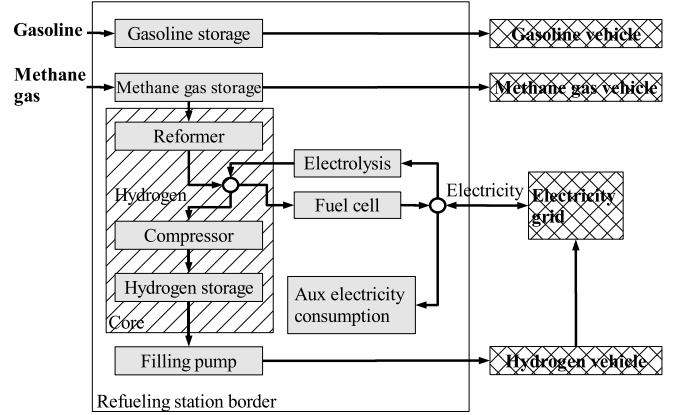 Gasoline
Gasoline storage
Gasoline vehicle
Methane
gas
Methane gas storage
Methane gas vehicle
Reformer
Electrolysis
Hydrogen
Fuel cell
Electricity
Electricity
grid
Compressor
Hydrogen storage
Aux electricity
consumption
Core
Filling pump
Hydrogen vehicle
Refueling station border